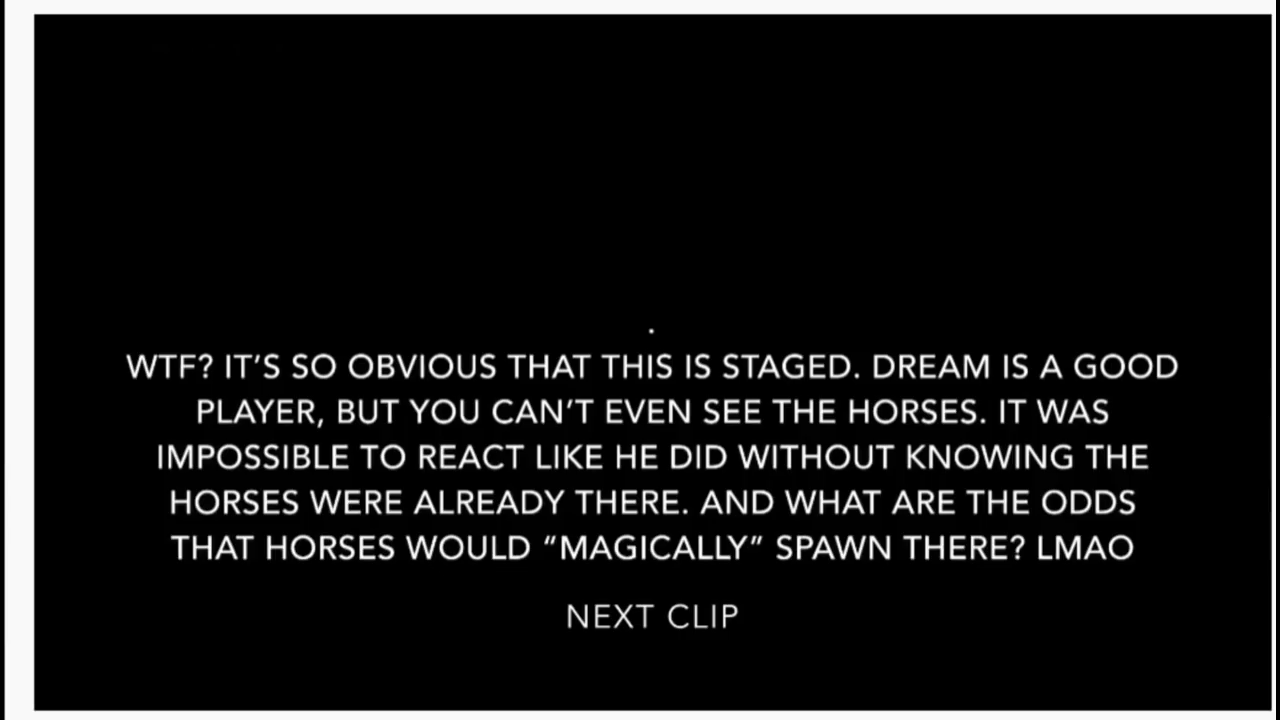 .
WTF? IT’S SO OBVIOUS THAT THIS IS STAGED. DREAM IS A GOOD
PLAYER, BUT YOU CAN’T EVEN SEE THE HORSES. IT WAS
IMPOSSIBLE TO REACT LIKE HE DID WITHOUT KNOWING THE
HORSES WERE ALREADY THERE. AND WHAT ARE THE ODDS
THAT HORSES WOULD “MAGICALLY” SPAWN THERE? LMAO
NEXT CLIP